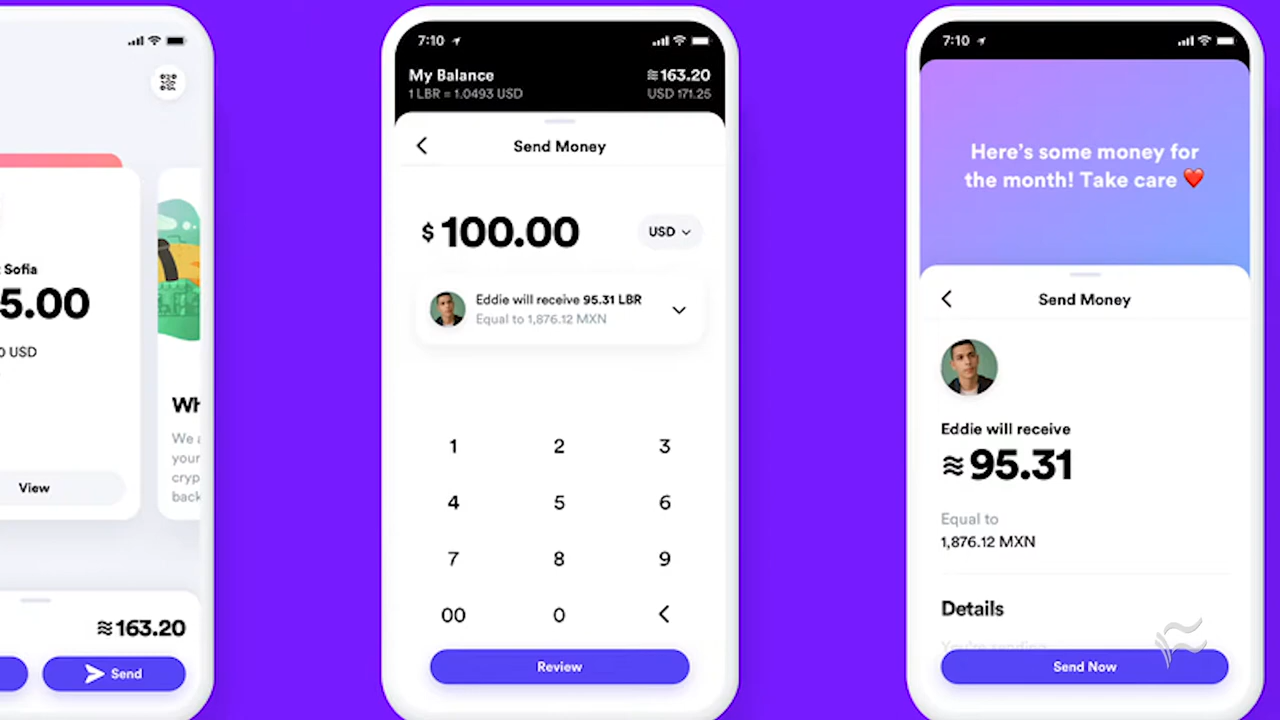 Sofia
5.00
USD
View
Wh
We a
your
cryp
back
≋163.20
Send
7:10
My Balance
≋163.20
1 LBR = 1.0493 USD
USD 171.25
Send Money
$ 100.00
USD
Eddie will receive 95.31 LBR
Equal to 1,876.12 MXN
1 2 3
4 5 6
7 8 9
00 0
Review
7:10
Here's some money for
the month! Take care ❤️
Send Money
Eddie will receive
≋95.31
Equal to
1,876.12 MXN
Details
You're sending
Send Now